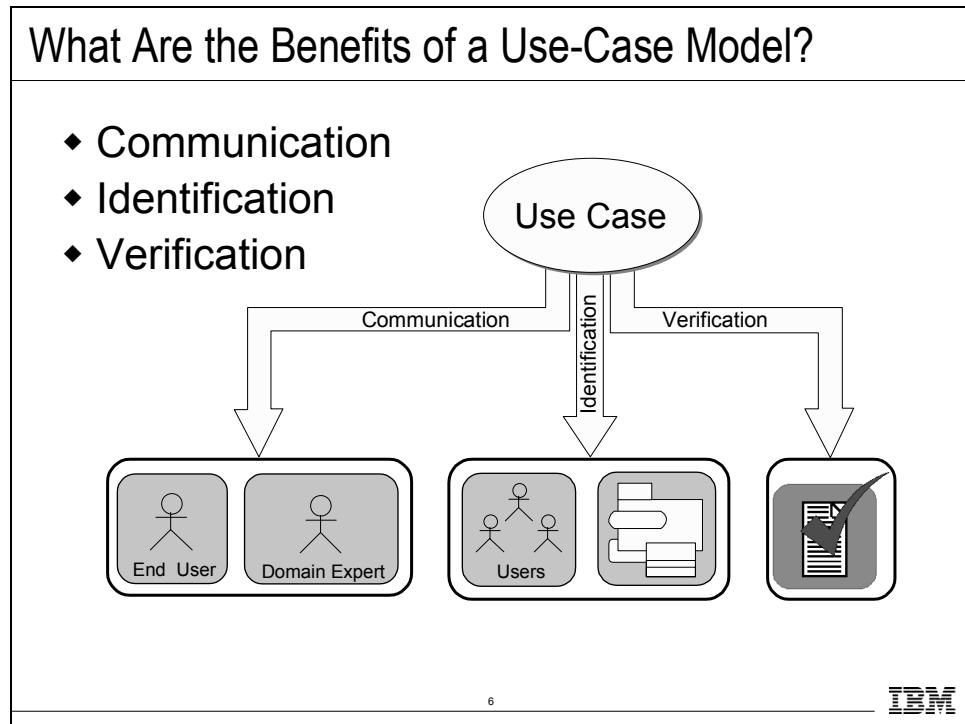 What Are the Benefits of a Use-Case Model?
◆ Communication
◆ Identification
◆ Verification
Use Case
Communication
Identification
Verification
End User
Domain Expert
Users
6
IBM